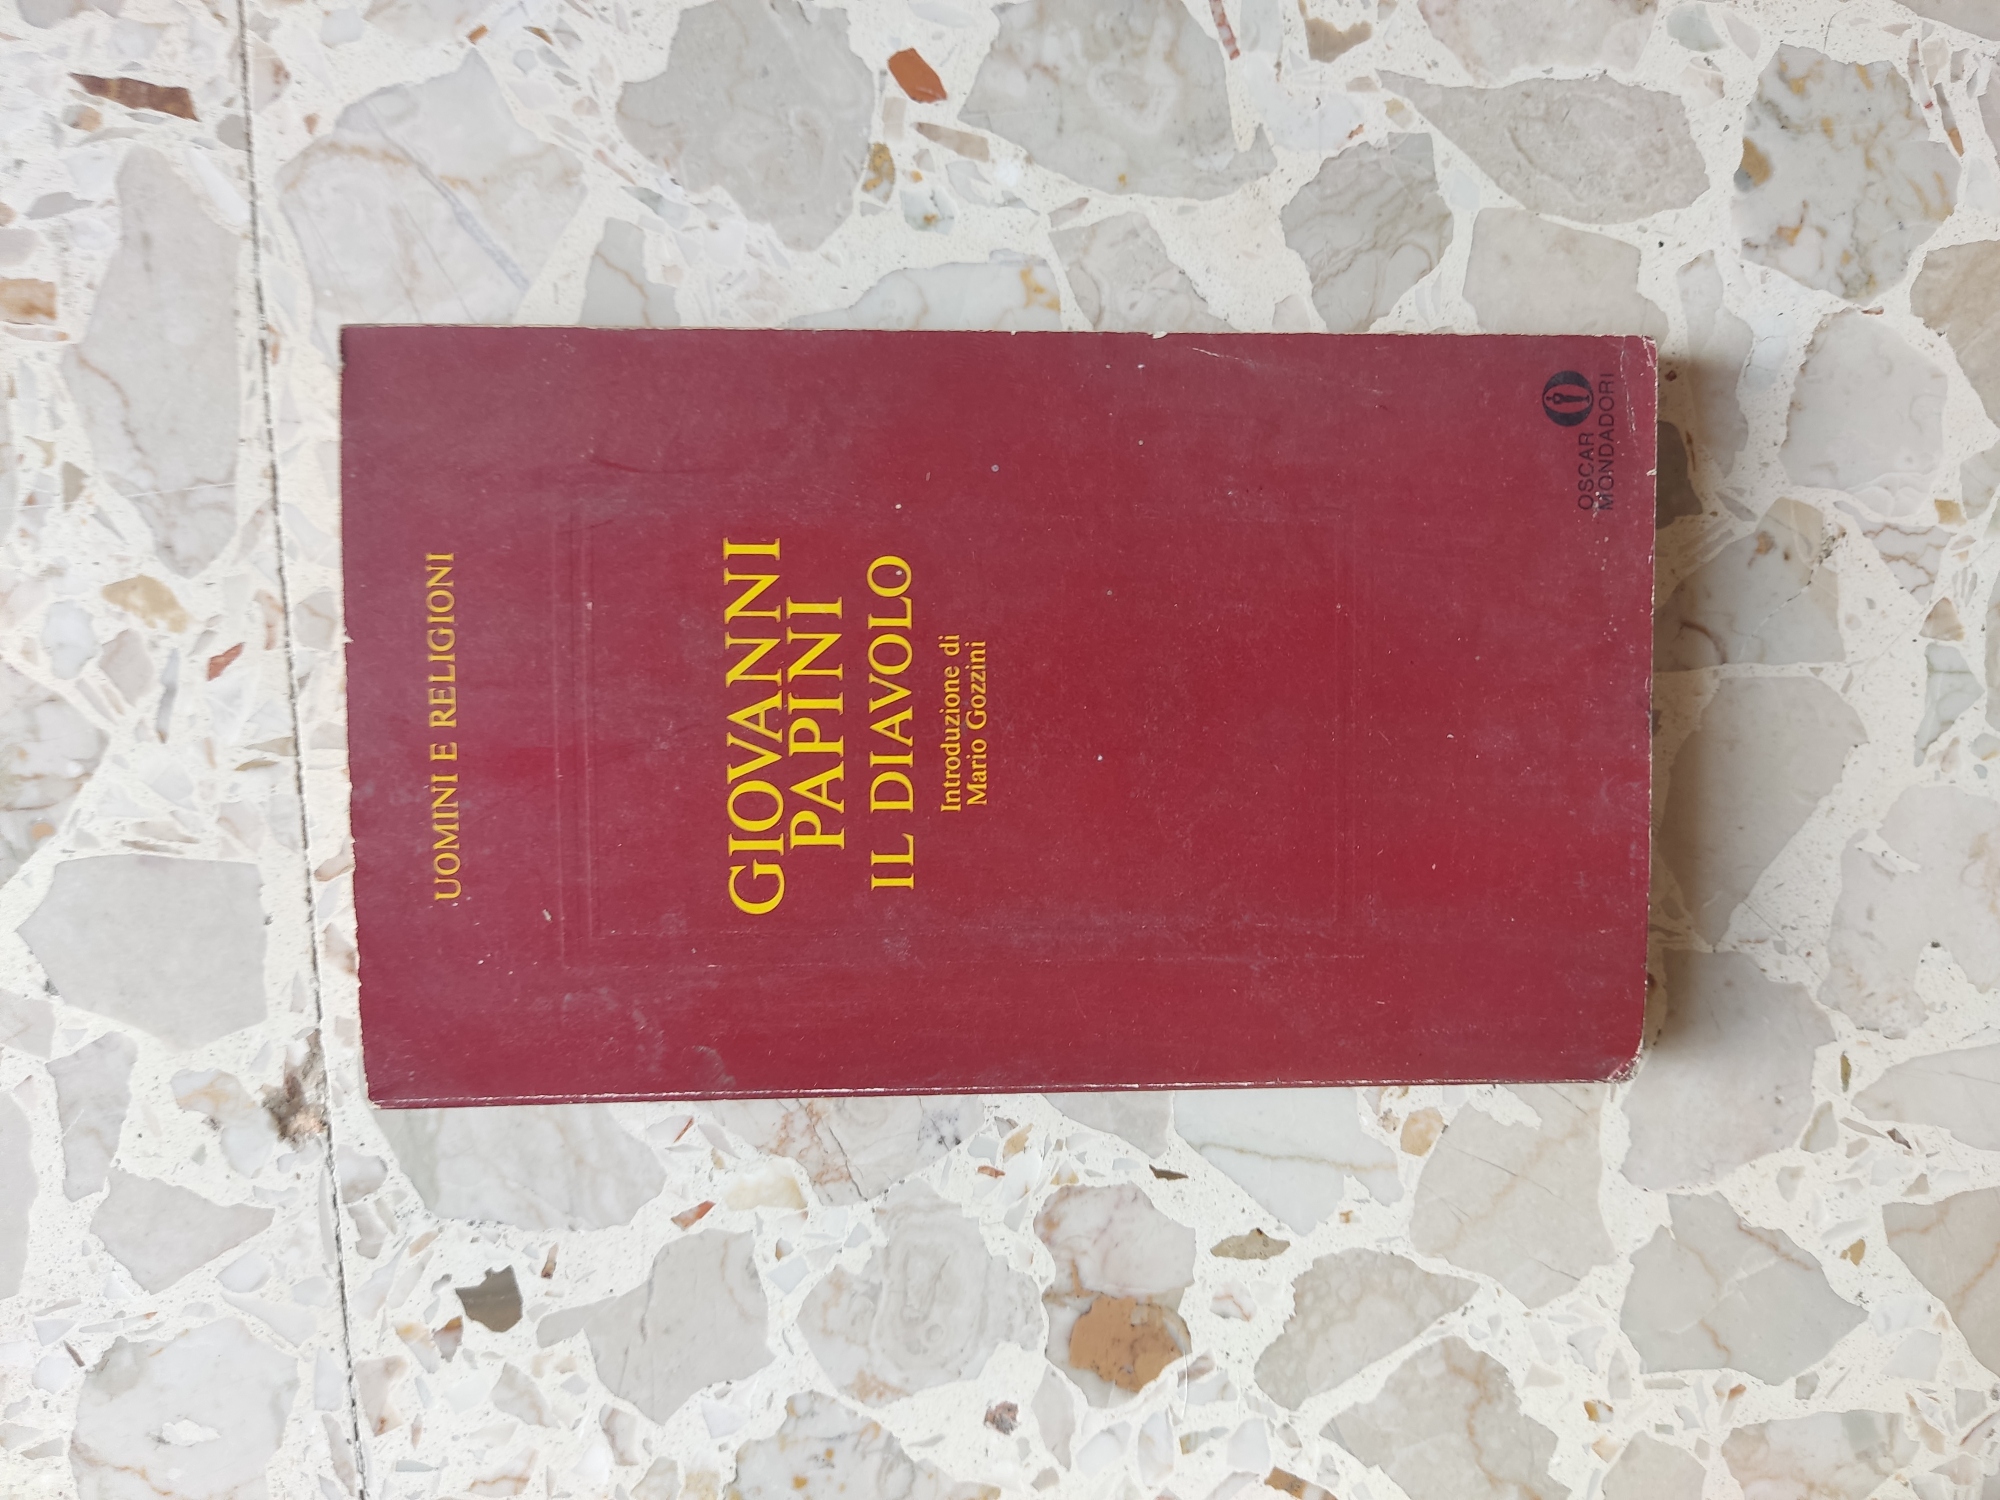 UOMINI E RELIGIONI
GIOVANNI
PAPINI
IL DIAVOLO
Introduzione di
Mario Gozzini
OSCAR
MONDADORI